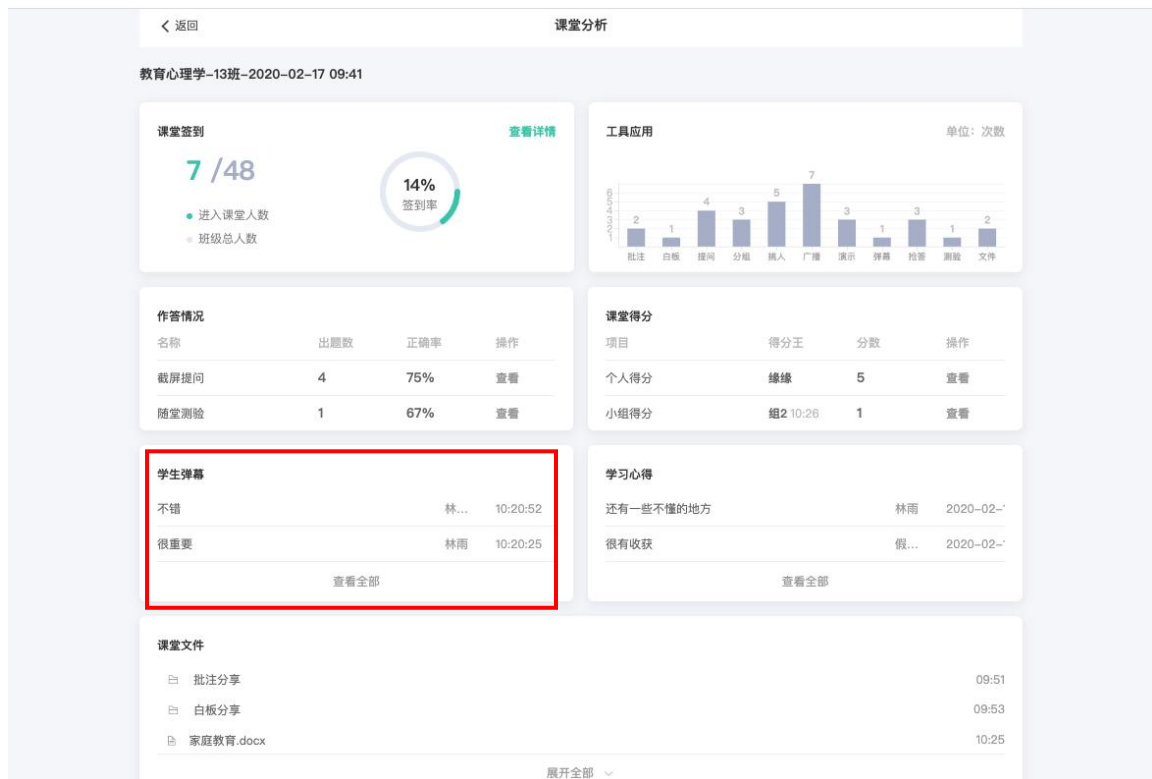 返回
课堂分析
教育心理学-13班-2020-02-17 09:41
课堂签到 查看详情
7 /48
进入课堂人数
班级总人数
14%
签到率
工具应用 单位：次数
6
5
4
3
2
1
2 1 4 3 5 7 3 1 3 1 2
批注 白板 提问 分组 挑人 广播 演示 弹幕 抢答 测验 文件
作答情况
名称 出题数 正确率 操作
截屏提问 4 75% 查看
随堂测验 1 67% 查看
课堂得分
项目 得分王 分数 操作
个人得分 缘缘 5 查看
小组得分 组2 10:26 1 查看
学生弹幕
不错 林... 10:20:52
很重要 林雨 10:20:25
查看全部
学习心得
还有一些不懂的地方 林雨 2020-02-
很有收获 假... 2020-02-
查看全部
课堂文件
批注分享 09:51
白板分享 09:53
家庭教育.docx 10:25
展开全部